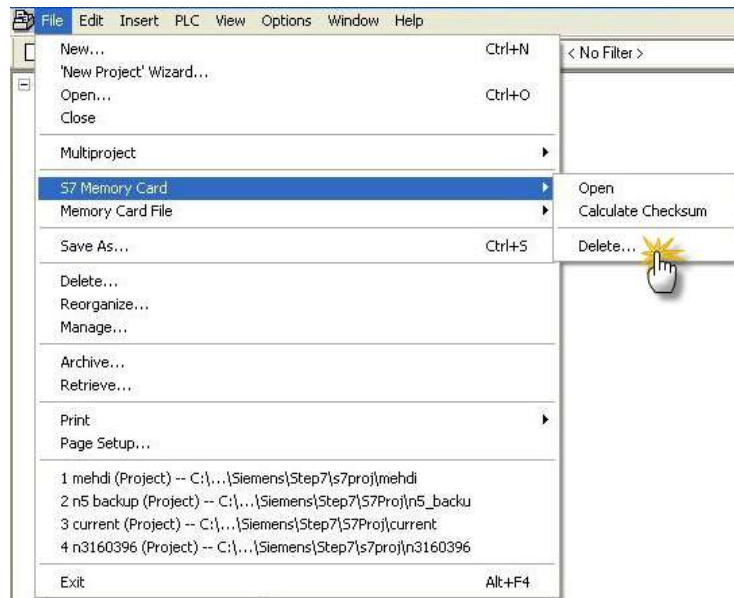 File Edit Insert PLC View Options Window Help
New... Ctrl+N
< No Filter >
'New Project' Wizard...
Open... Ctrl+O
Close
Multiproject
S7 Memory Card
Open
Memory Card File
Calculate Checksum
Save As... Ctrl+S
Delete...
Delete...
Reorganize...
Manage...
Archive...
Retrieve...
Print
Page Setup...
1 mehdi (Project) -- C:\...\Siemens\Step7\s7proj\mehdi
2 n5 backup (Project) -- C:\...\Siemens\Step7\S7Proj\n5_backu
3 current (Project) -- C:\...\Siemens\Step7\S7Proj\current
4 n3160396 (Project) -- C:\...\Siemens\Step7\s7proj\n3160396
Exit Alt+F4